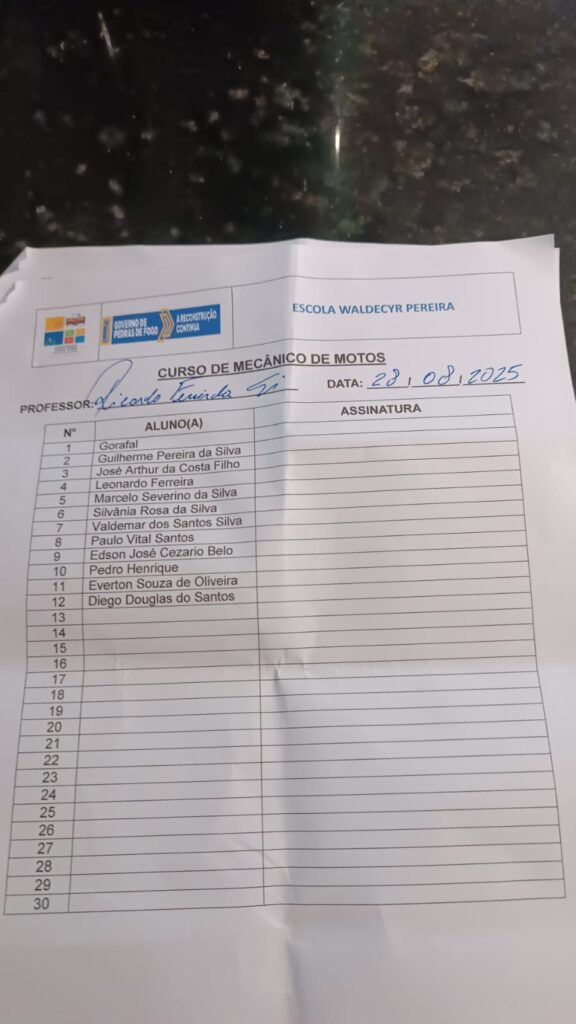 GOVERNO DE
PEDRAS DE FOGO
A RECONSTRUÇÃO
CONTINUA
ESCOLA WALDECYR PEREIRA
CURSO DE MECÂNICO DE MOTOS
PROFESSOR: Ricardo
DATA: 28 / 08 / 2025
Nº ALUNO(A) ASSINATURA
1 Gorafal
2 Guilherme Pereira da Silva
3 José Arthur da Costa Filho
4 Leonardo Ferreira
5 Marcelo Severino da Silva
6 Silvânia Rosa da Silva
7 Valdemar dos Santos Silva
8 Paulo Vital Santos
9 Edson José Cezario Belo
10 Pedro Henrique
11 Everton Souza de Oliveira
12 Diego Douglas do Santos
13
14
15
16
17
18
19
20
21
22
23
24
25
26
27
28
29
30